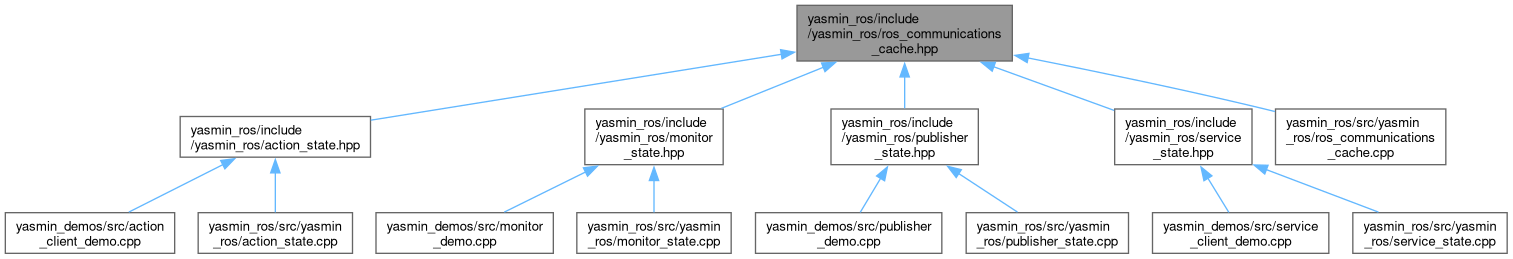 yasmin_ros/include
/yasmin_ros/ros_communications
_cache.hpp
yasmin_ros/include
/yasmin_ros/action_state.hpp
yasmin_ros/include
/yasmin_ros/monitor
_state.hpp
yasmin_ros/include
/yasmin_ros/publisher
_state.hpp
yasmin_ros/include
/yasmin_ros/service
_state.hpp
yasmin_ros/src/yasmin
_ros/ros_communications
_cache.cpp
yasmin_demos/src/action
_client_demo.cpp
yasmin_ros/src/yasmin
_ros/action_state.cpp
yasmin_demos/src/monitor
_demo.cpp
yasmin_ros/src/yasmin
_ros/monitor_state.cpp
yasmin_demos/src/publisher
_demo.cpp
yasmin_ros/src/yasmin
_ros/publisher_state.cpp
yasmin_demos/src/service
_client_demo.cpp
yasmin_ros/src/yasmin
_ros/service_state.cpp